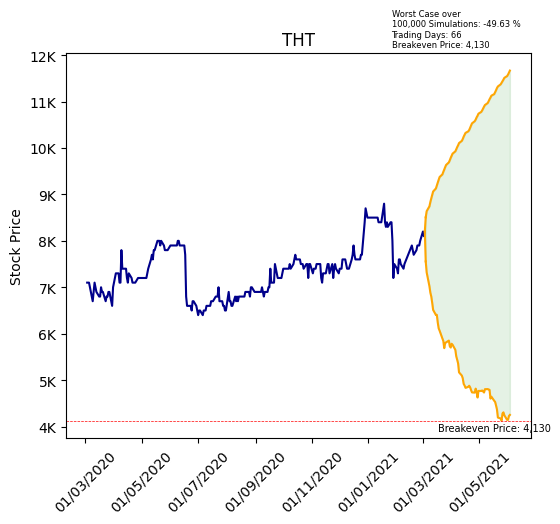 Worst Case over
100,000 Simulations: -49.63 %
Trading Days: 66
Breakeven Price: 4,130
THT
12K
11K
10K
9K
8K
7K
6K
5K
4K
Stock Price
Breakeven Price: 4,130
01/03/2020
01/05/2020
01/07/2020
01/09/2020
01/11/2020
01/01/2021
01/03/2021
01/05/2021